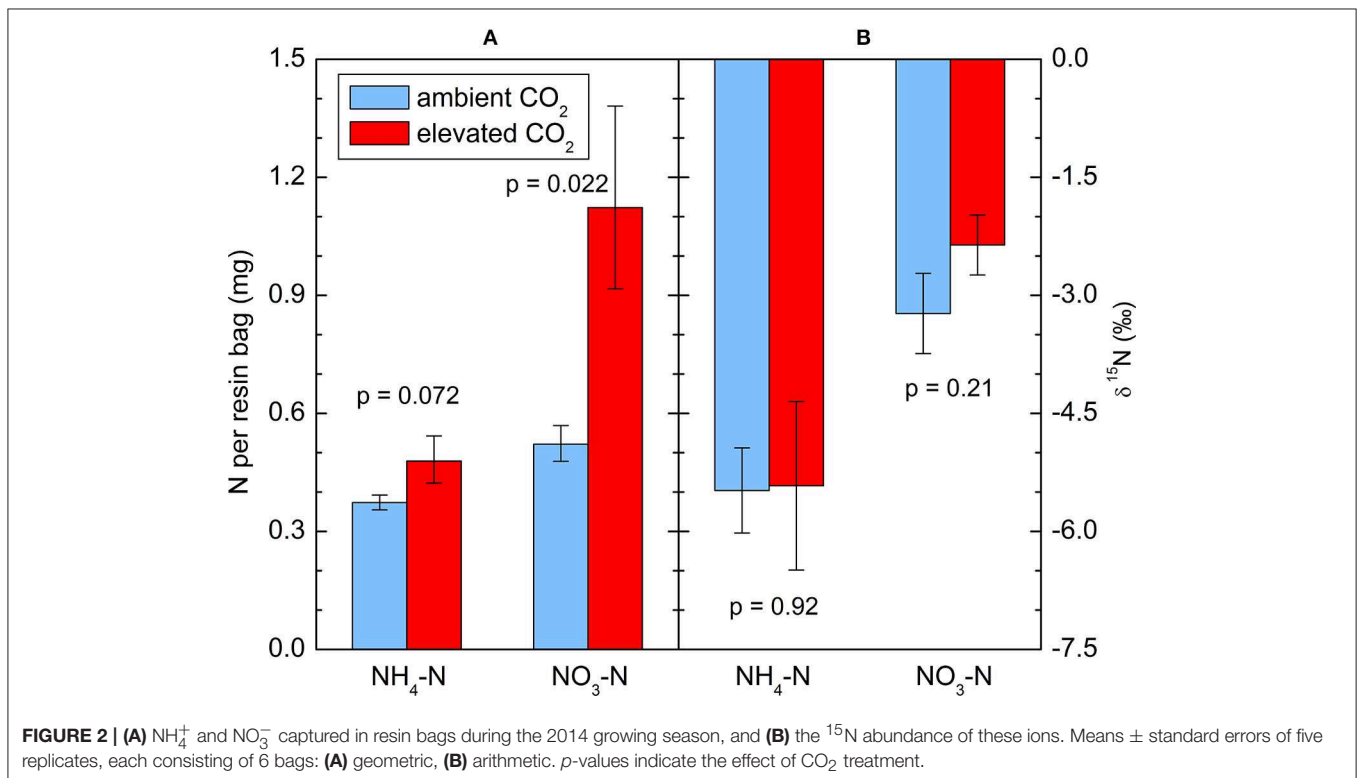 A B
1.5 0.0
ambient CO₂
elevated CO₂
1.2 -1.5
p = 0.022
0.9 -3.0
p = 0.072
p = 0.21
0.6 -4.5
0.3 -6.0
p = 0.92
0.0 -7.5
N per resin bag (mg)
δ ¹⁵N (‰)
NH₄-N NO₃-N NH₄-N NO₃-N
FIGURE 2 | (A) NH₄⁺ and NO₃⁻ captured in resin bags during the 2014 growing season, and (B) the ¹⁵N abundance of these ions. Means ± standard errors of five
replicates, each consisting of 6 bags: (A) geometric, (B) arithmetic. p-values indicate the effect of CO₂ treatment.